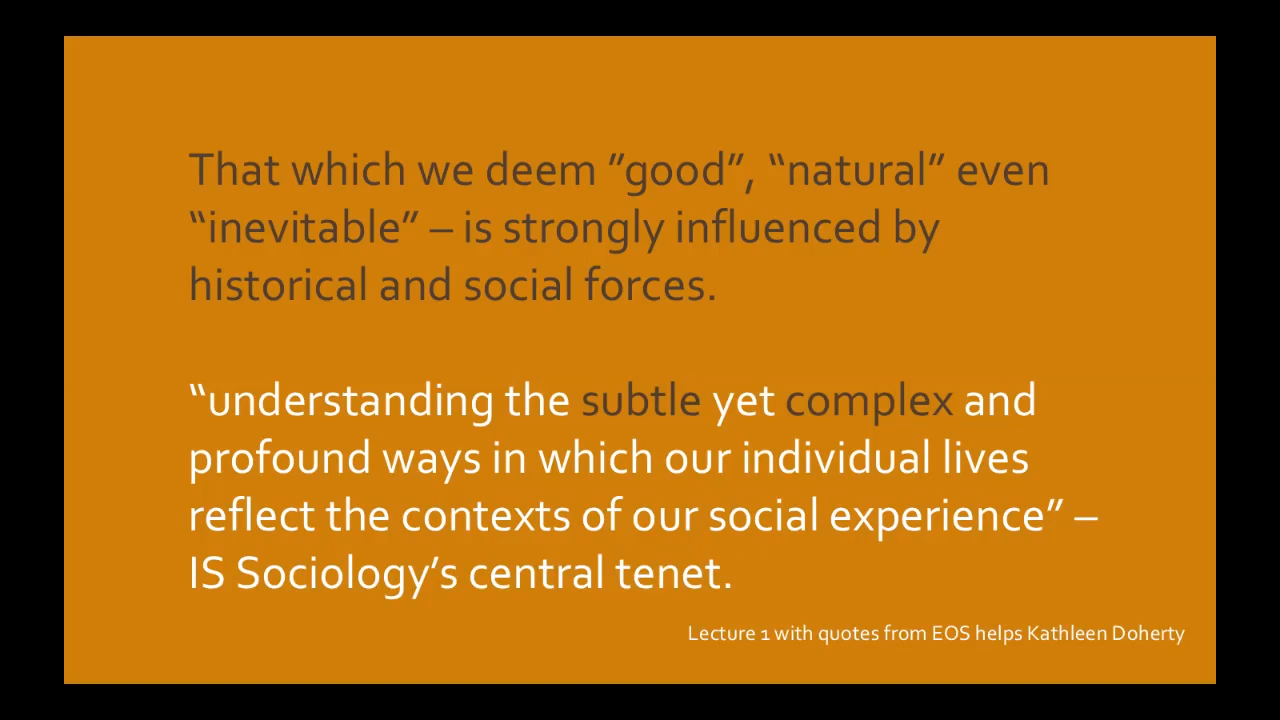 That which we deem ”good”, “natural” even
“inevitable” – is strongly influenced by
historical and social forces.
“understanding the subtle yet complex and
profound ways in which our individual lives
reflect the contexts of our social experience” –
IS Sociology’s central tenet.
Lecture 1 with quotes from EOS helps Kathleen Doherty